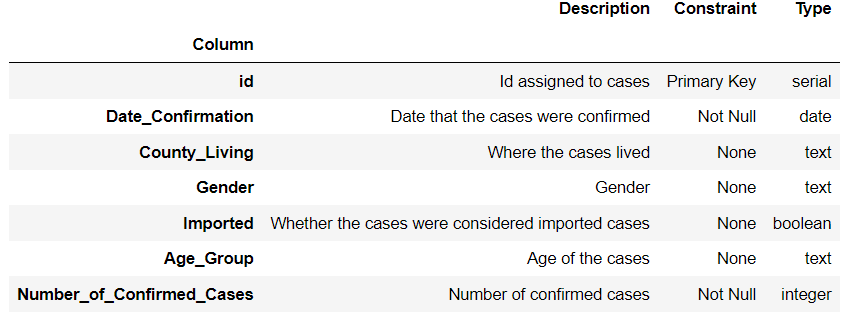 Description Constraint Type
Column
id Id assigned to cases Primary Key serial
Date_Confirmation Date that the cases were confirmed Not Null date
County_Living Where the cases lived None text
Gender Gender None text
Imported Whether the cases were considered imported cases None boolean
Age_Group Age of the cases None text
Number_of_Confirmed_Cases Number of confirmed cases Not Null integer